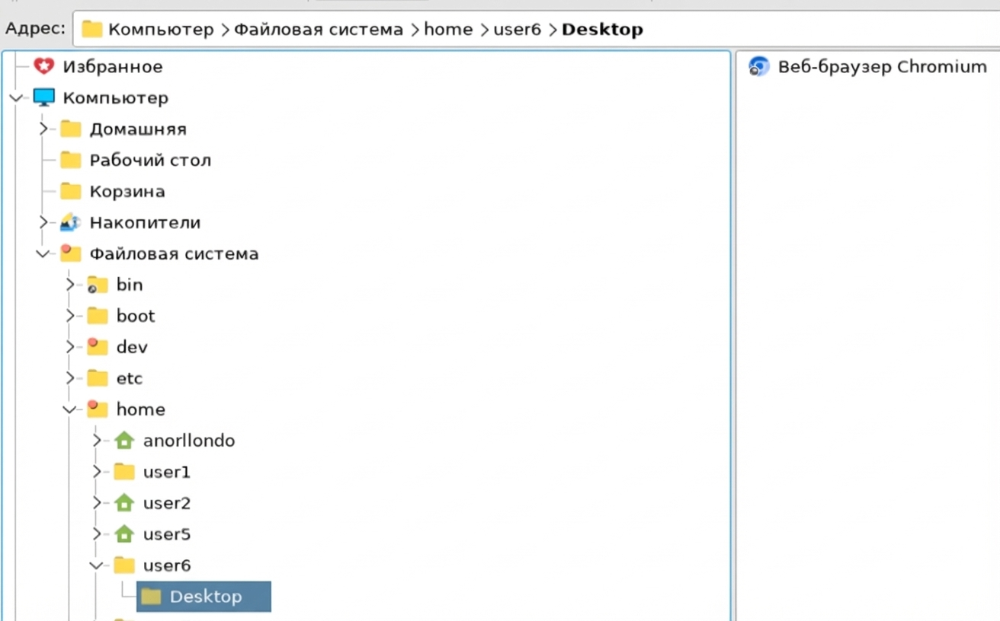 Адрес: Компьютер > Файловая система > home > user6 > Desktop
Избранное
Компьютер
Домашняя
Рабочий стол
Корзина
Накопители
Файловая система
bin
boot
dev
etc
home
anorllondo
user1
user2
user5
user6
Desktop
Веб-браузер Chromium